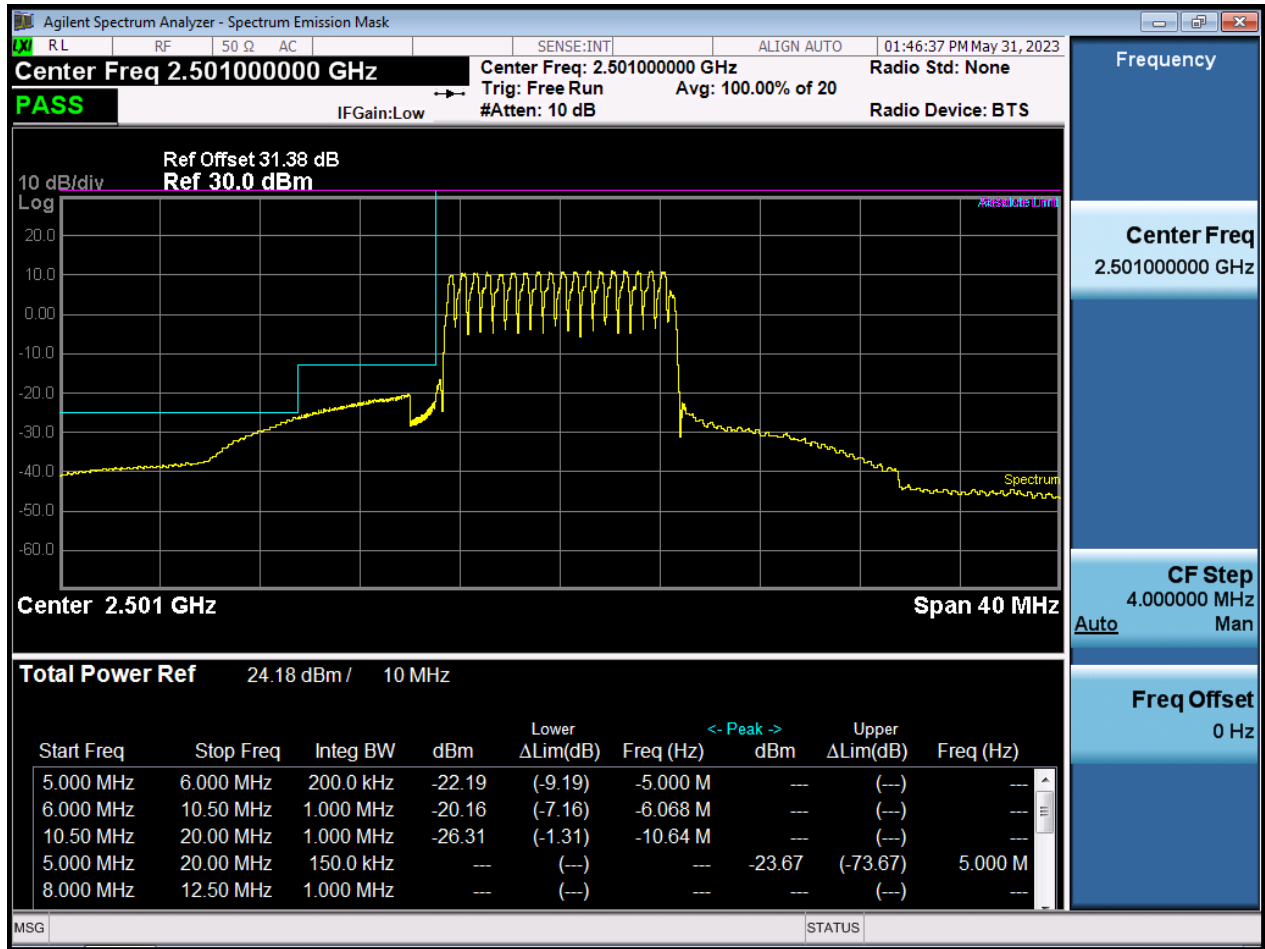 Agilent Spectrum Analyzer - Spectrum Emission Mask
LXI RL RF 50 Ω AC SENSE:INT ALIGN AUTO 01:46:37 PM May 31, 2023
Center Freq 2.501000000 GHz
PASS
IFGain:Low
Center Freq: 2.501000000 GHz
Trig: Free Run Avg: 100.00% of 20
#Atten: 10 dB
Radio Std: None
Radio Device: BTS
Ref Offset 31.38 dB
10 dB/div Ref 30.0 dBm
Log
20.0
10.0
0.00
-10.0
-20.0
-30.0
-40.0
-50.0
-60.0
Limit
Spectrum
Center 2.501 GHz Span 40 MHz
Total Power Ref 24.18 dBm / 10 MHz
Lower <- Peak -> Upper
Start Freq Stop Freq Integ BW dBm ΔLim(dB) Freq (Hz) dBm ΔLim(dB) Freq (Hz)
5.000 MHz 6.000 MHz 200.0 kHz -22.19 (-9.19) -5.000 M --- (---) ---
6.000 MHz 10.50 MHz 1.000 MHz -20.16 (-7.16) -6.068 M --- (---) ---
10.50 MHz 20.00 MHz 1.000 MHz -26.31 (-1.31) -10.64 M --- (---) ---
5.000 MHz 20.00 MHz 150.0 kHz --- (---) --- -23.67 (-73.67) 5.000 M
8.000 MHz 12.50 MHz 1.000 MHz --- (---) --- --- (---) ---
MSG STATUS
Frequency
Center Freq
2.501000000 GHz
CF Step
4.000000 MHz
Auto Man
Freq Offset
0 Hz